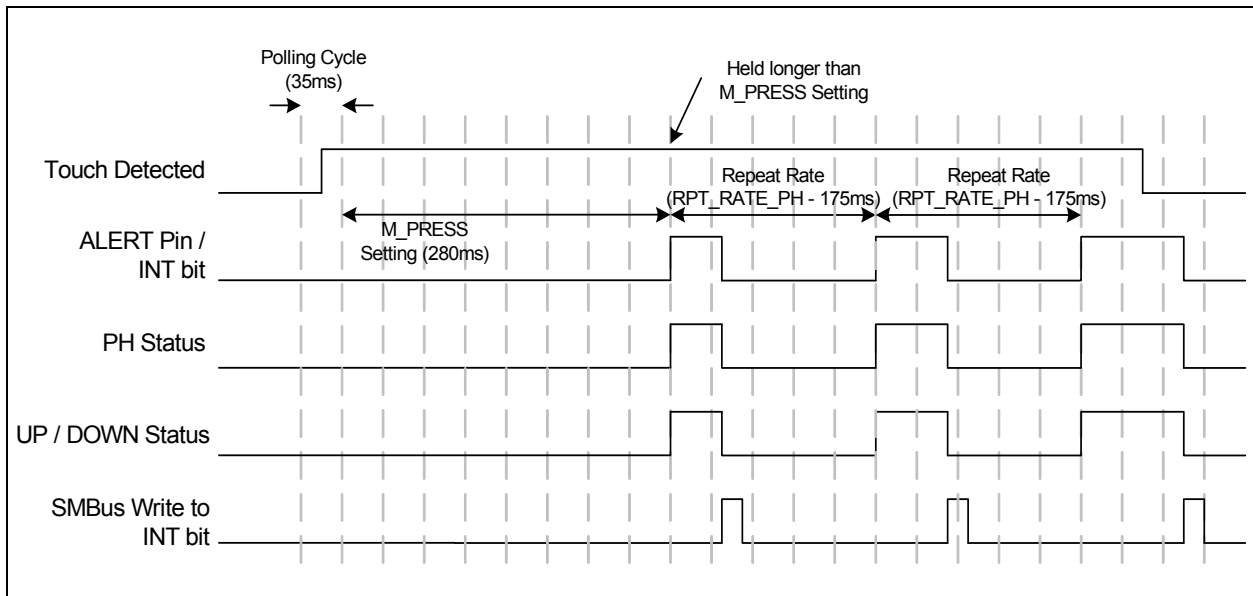 Polling Cycle
(35ms)
Held longer than
M_PRESS Setting
Touch Detected
Repeat Rate
(RPT_RATE_PH - 175ms)
Repeat Rate
(RPT_RATE_PH - 175ms)
M_PRESS
Setting (280ms)
ALERT Pin /
INT bit
PH Status
UP / DOWN Status
SMBus Write to
INT bit